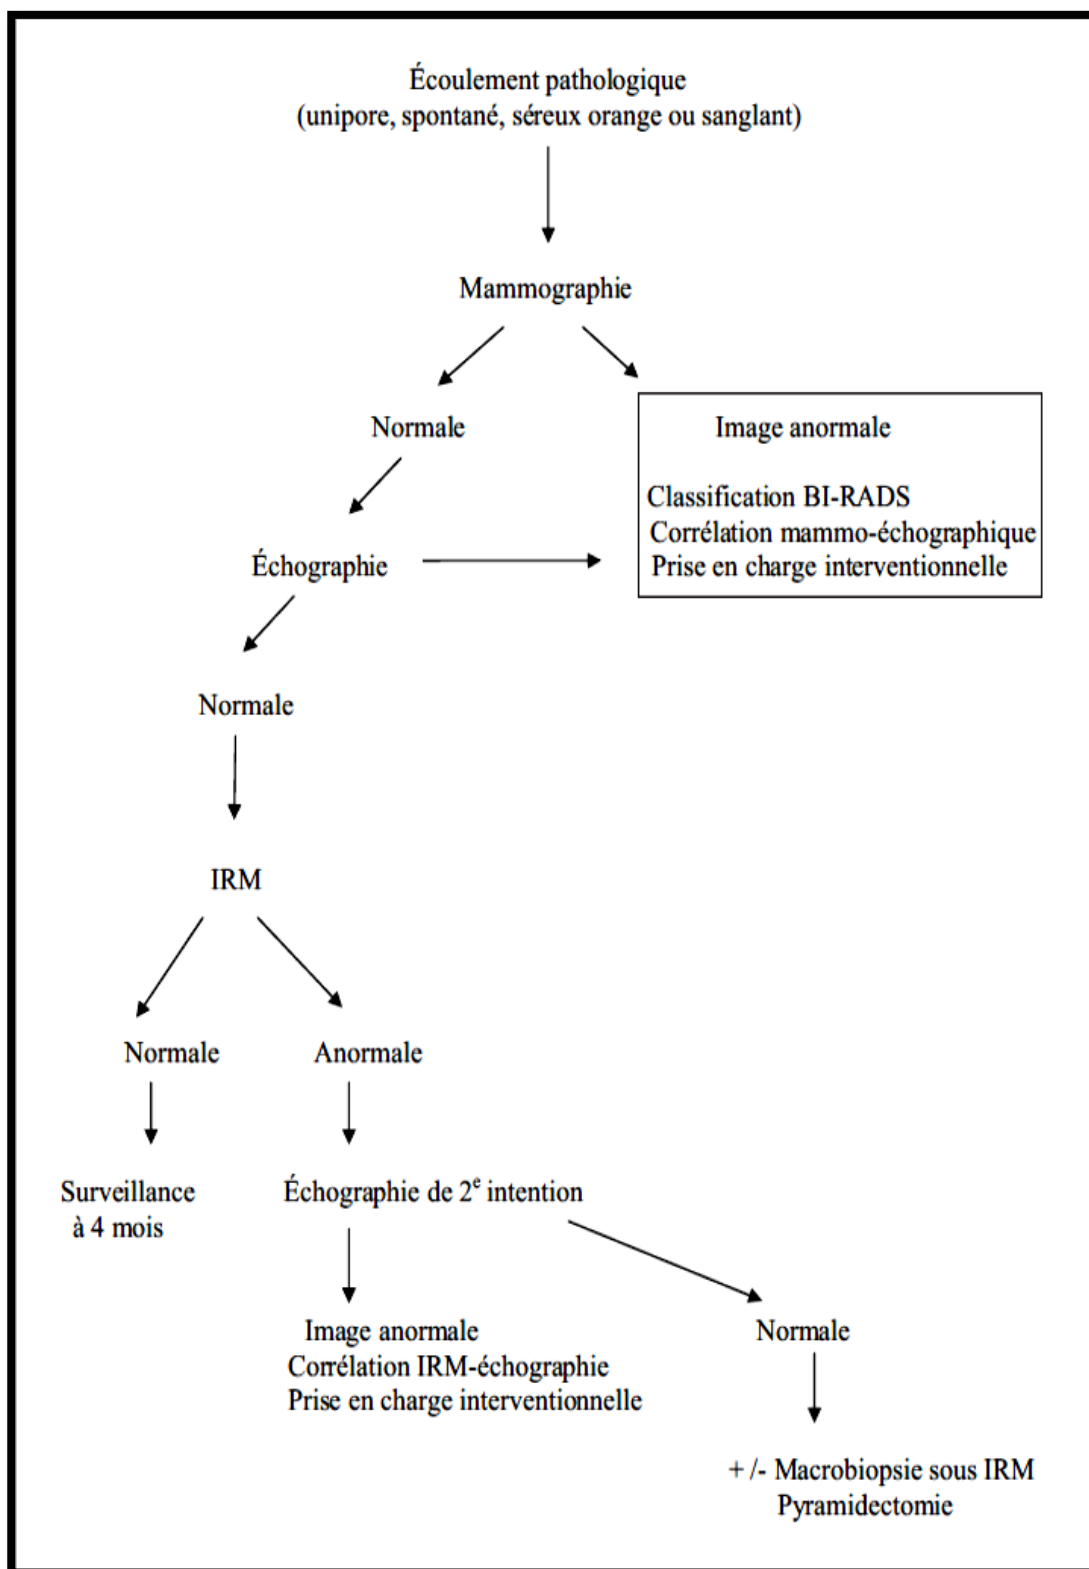 Écoulement pathologique
(unipore, spontané, séreux orange ou sanglant)
Mammographie
Normale
Image anormale
Classification BI-RADS
Corrélation mammo-échographique
Prise en charge interventionnelle
Échographie
Normale
IRM
Normale
Anormale
Surveillance
à 4 mois
Échographie de 2e intention
Image anormale
Corrélation IRM-échographie
Prise en charge interventionnelle
Normale
+ /- Macrobiopsie sous IRM
Pyramidectomie